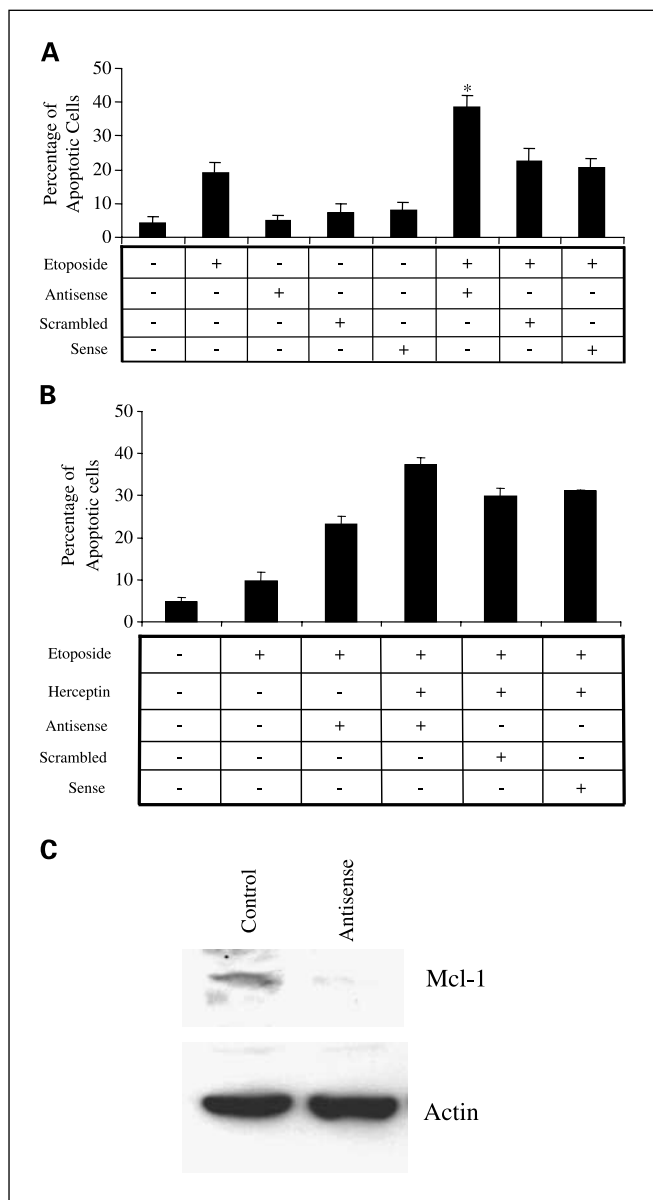 A
50
40
30
20
10
0
Percentage of
Apoptotic Cells
*
Etoposide - + - - - + + +
Antisense - - + - - + - -
Scrambled - - - + - - + -
Sense - - - - + - - +
B
50
40
30
20
10
0
Percentage of
Apoptotic cells
Etoposide - + + + + +
Herceptin - - - + + +
Antisense - - + + - -
Scrambled - - - - + -
Sense - - - - - +
C
Control
Antisense
Mcl-1
Actin